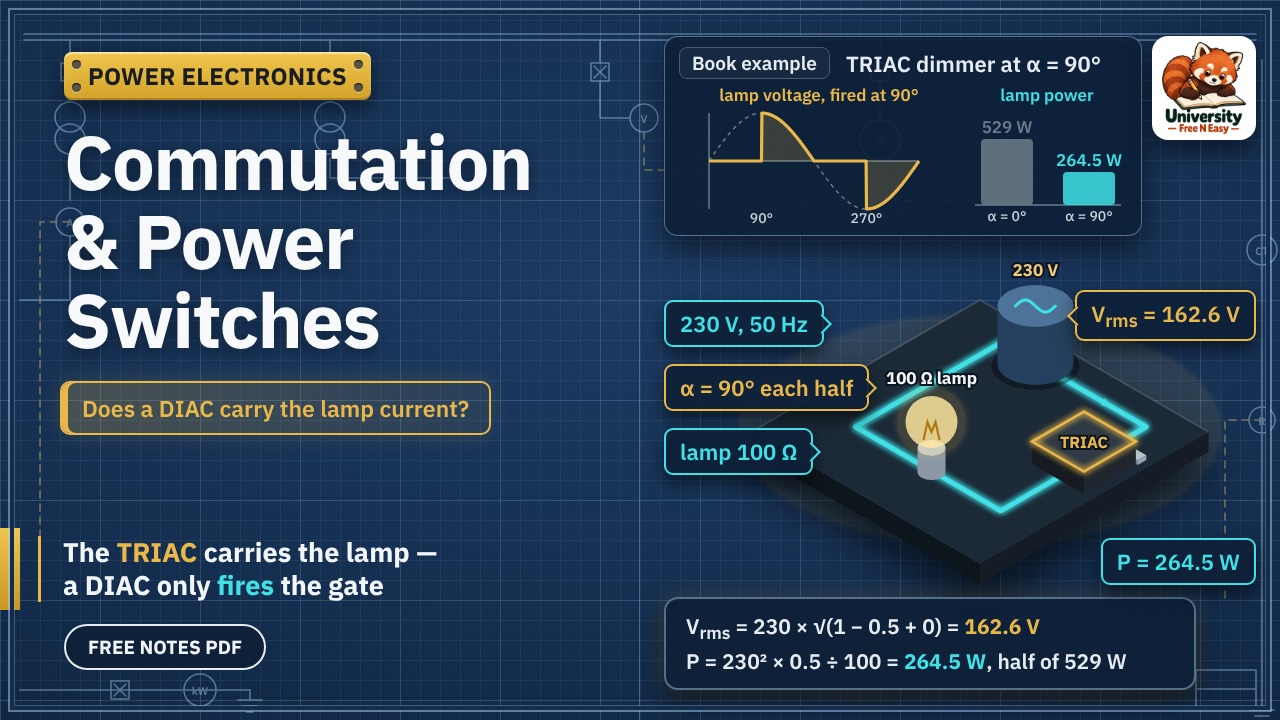 POWER ELECTRONICS
Commutation
& Power
Switches
Does a DIAC carry the lamp current?
The TRIAC carries the lamp —
a DIAC only fires the gate
FREE NOTES PDF
kW
Book example
TRIAC dimmer at α = 90°
lamp voltage, fired at 90°
90°
270°
lamp power
529 W
264.5 W
α = 0°
α = 90°
University
Free N Easy
V
A
230 V
230 V, 50 Hz
α = 90° each half
lamp 100 Ω
100 Ω lamp
TRIAC
Vrms = 162.6 V
P = 264.5 W
Vrms = 230 × √(1 − 0.5 + 0) = 162.6 V
P = 230² × 0.5 ÷ 100 = 264.5 W, half of 529 W